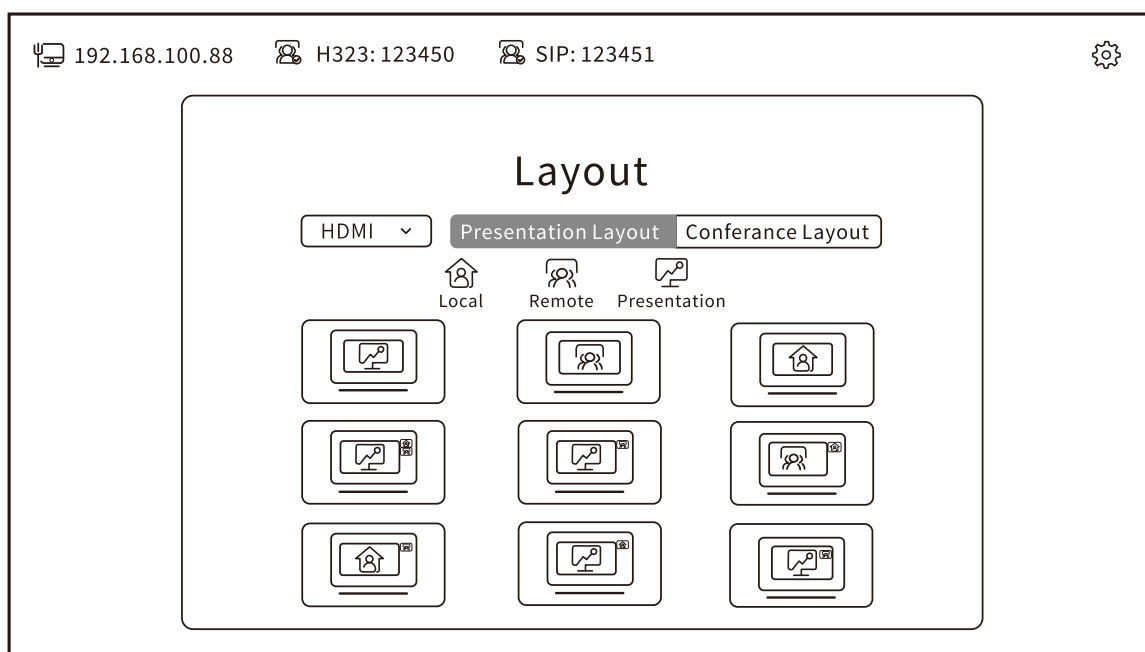 192.168.100.88 H323: 123450 SIP: 123451
Layout
HDMI Presentation Layout Conferance Layout
Local Remote Presentation